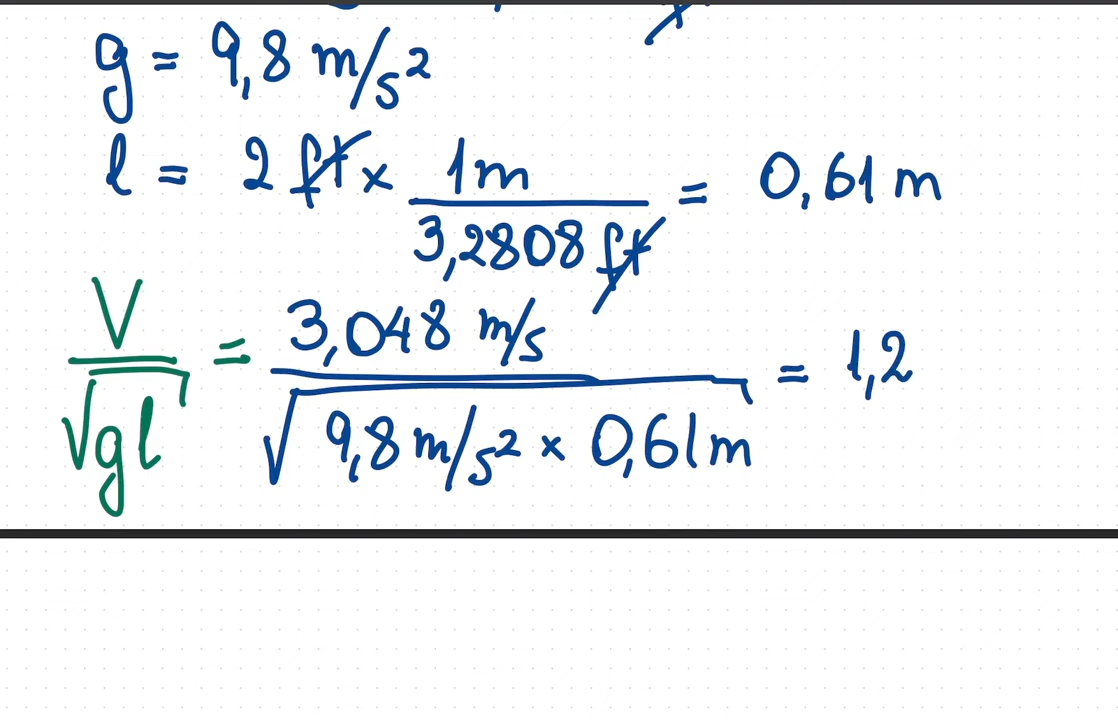 g = 9,8 m/s²
l = 2 ft x 1m / 3,2808 ft = 0,61 m
V / √gl = 3,048 m/s / √9,8 m/s² x 0,61 m = 1,2